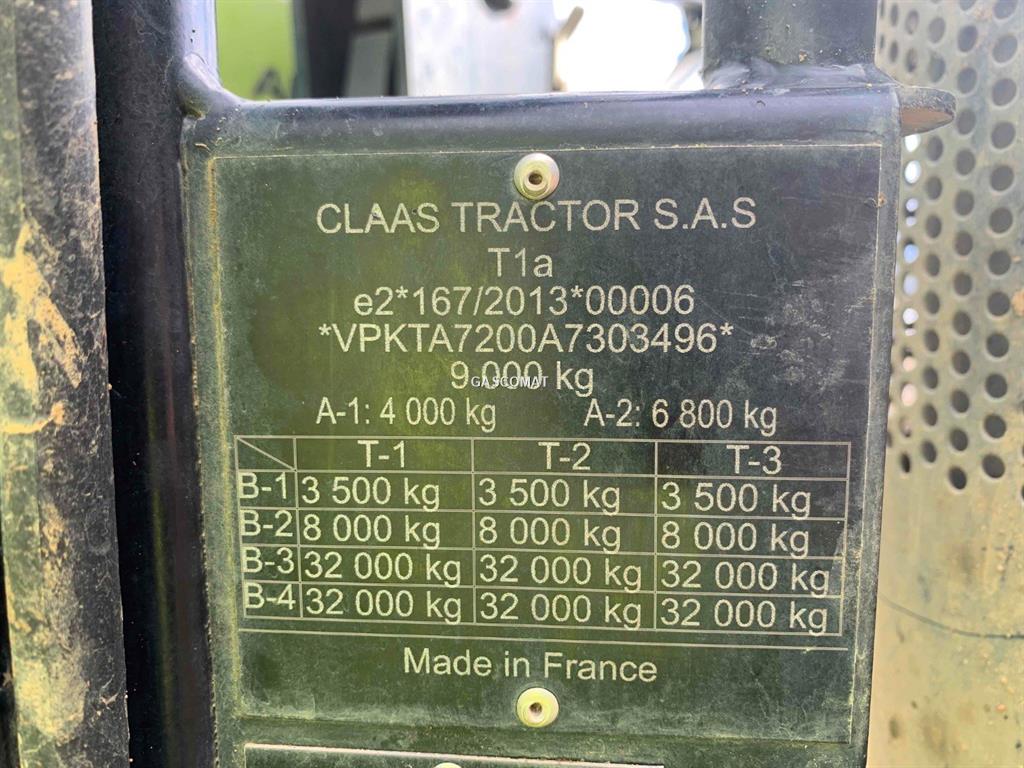 CLAAS TRACTOR S.A.S
T1a
e2*167/2013*00006
*VPKTA7200A7303496*
9 000 kg
GASCOMAT
A-1: 4 000 kg A-2: 6 800 kg
T-1 T-2 T-3
B-1 3 500 kg 3 500 kg 3 500 kg
B-2 8 000 kg 8 000 kg 8 000 kg
B-3 32 000 kg 32 000 kg 32 000 kg
B-4 32 000 kg 32 000 kg 32 000 kg
Made in France